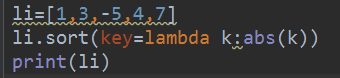 li=[1,3,-5,4,7]
li.sort(key=lambda k:abs(k))
print(li)